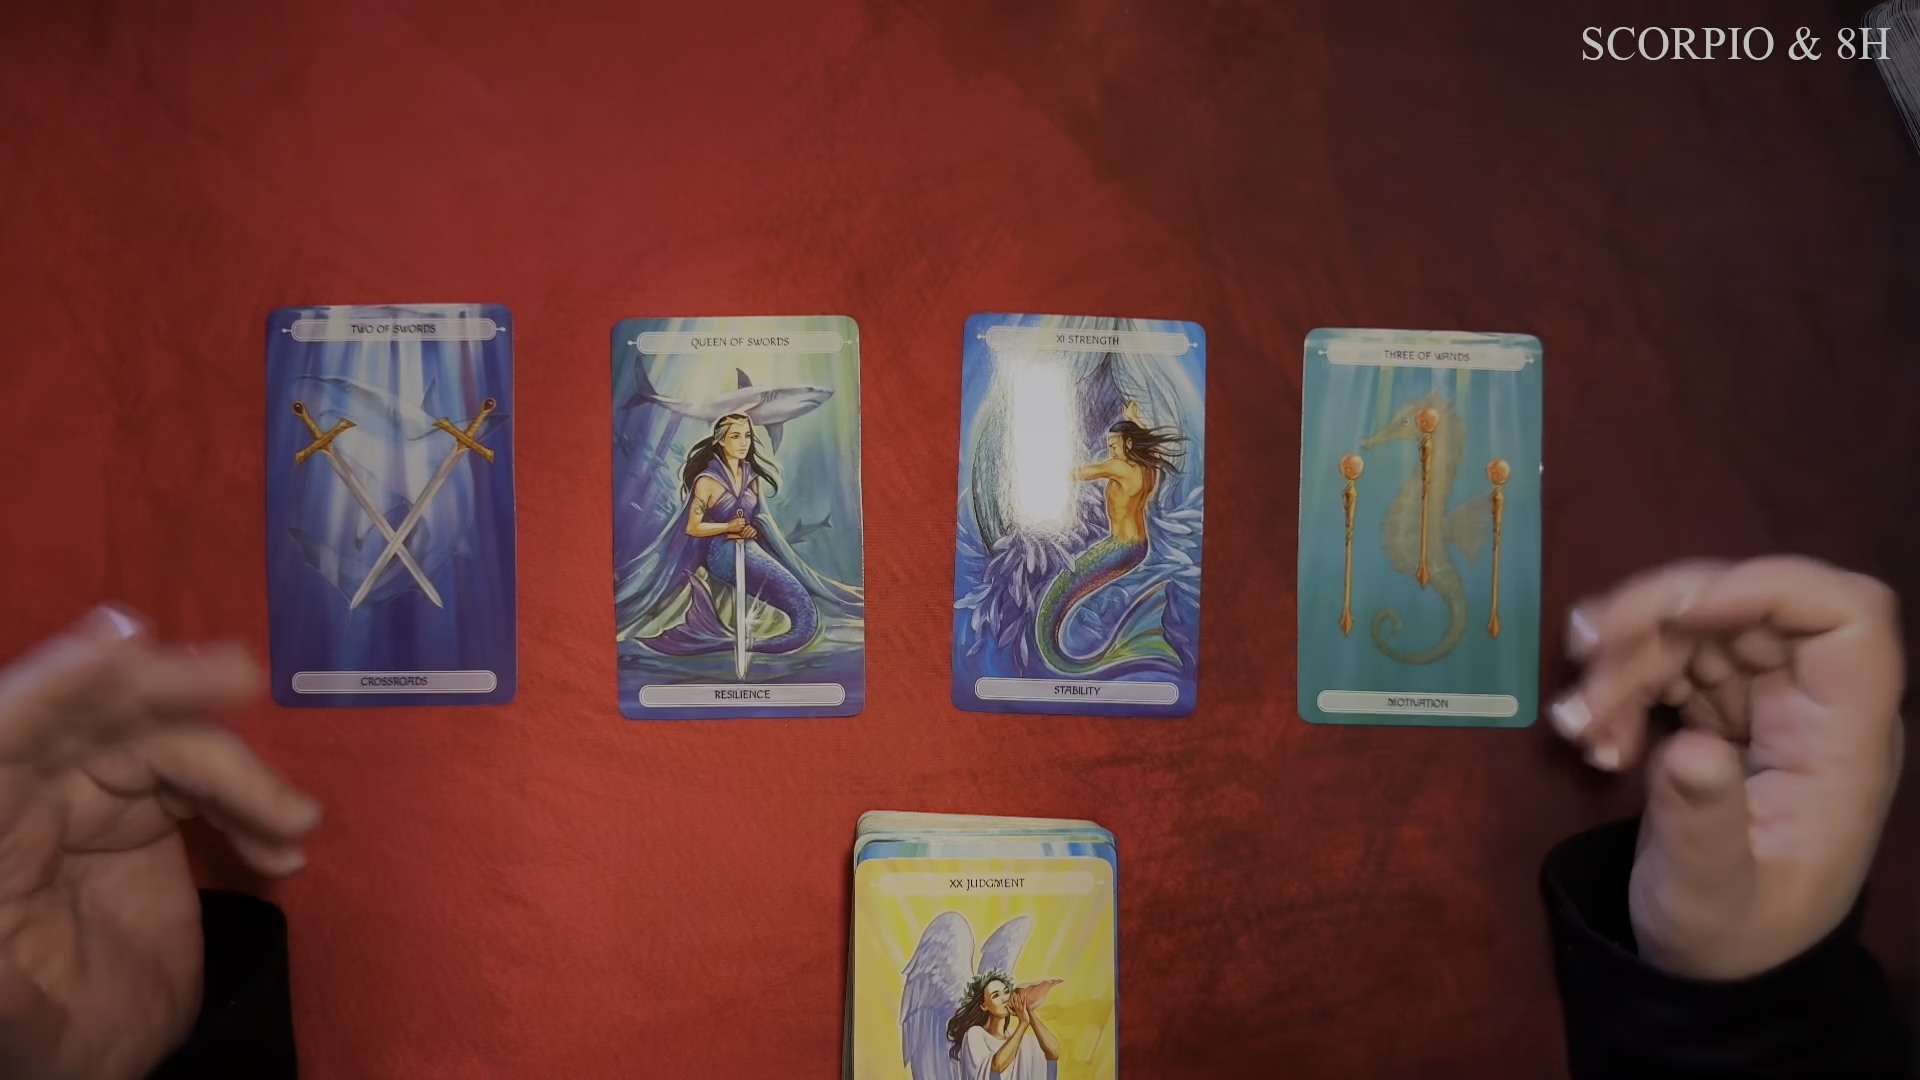 SCORPIO & 8H
TWO OF SWORDS
CROSSROADS
QUEEN OF SWORDS
RESILIENCE
XI STRENGTH
STABILITY
THREE OF WANDS
MOTIVATION
XX JUDGMENT